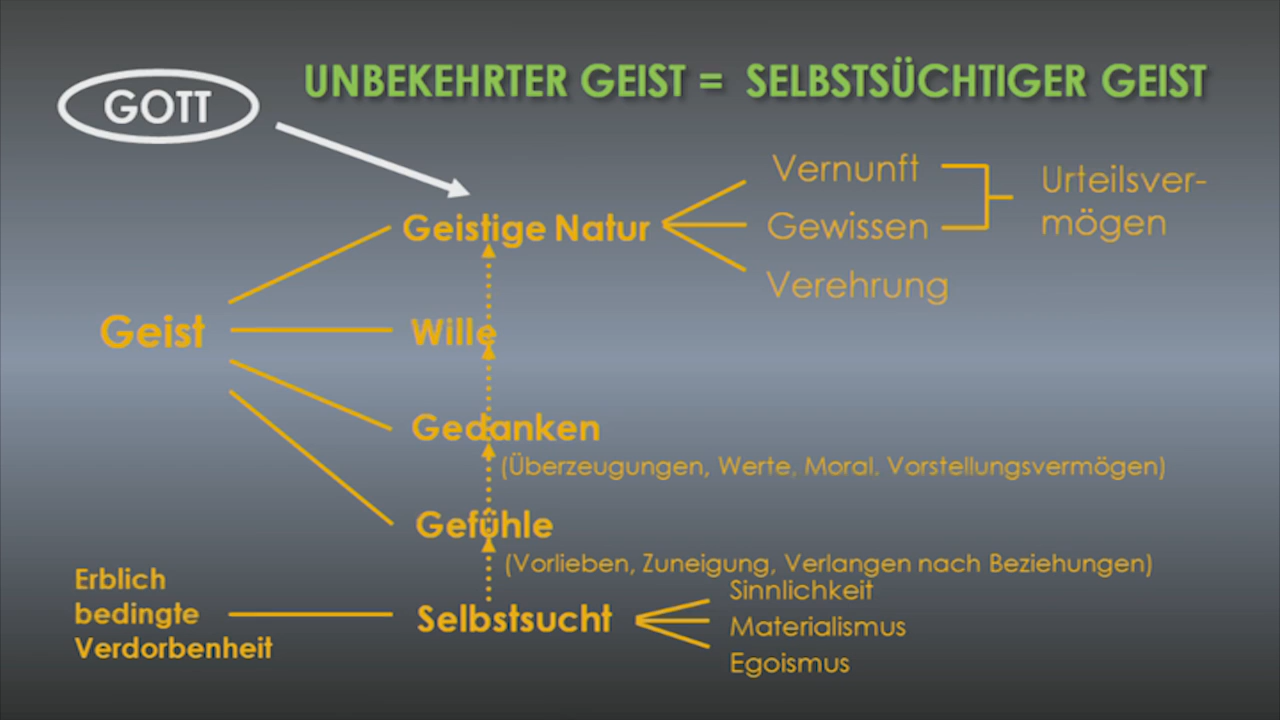 UNBEKEHRTER GEIST = SELBSTSÜCHTIGER GEIST
GOTT
Vernunft
Urteilsver-
mögen
Geistige Natur
Gewissen
Verehrung
Geist
Wille
Gedanken
(Überzeugungen, Werte, Moral. Vorstellungsvermögen)
Gefühle
(Vorlieben, Zuneigung, Verlangen nach Beziehungen)
Erblich
bedingte
Verdorbenheit
Selbstsucht
Sinnlichkeit
Materialismus
Egoismus